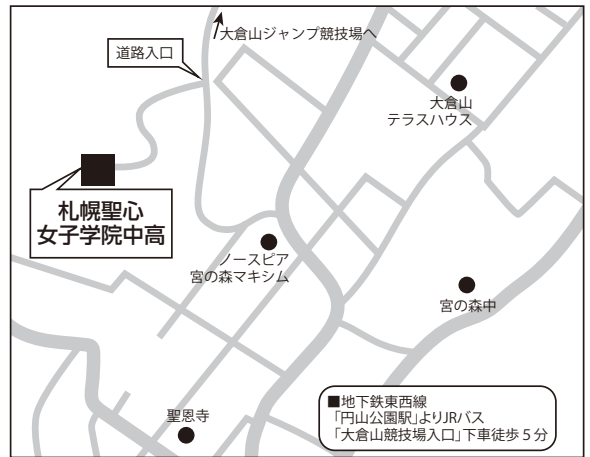 大倉山ジャンプ競技場へ
道路入口
大倉山
テラスハウス
札幌聖心
女子学院中高
ノースピア
宮の森マキシム
宮の森中
聖恩寺
■地下鉄東西線
「円山公園駅」よりJRバス
「大倉山競技場入口」下車徒歩５分